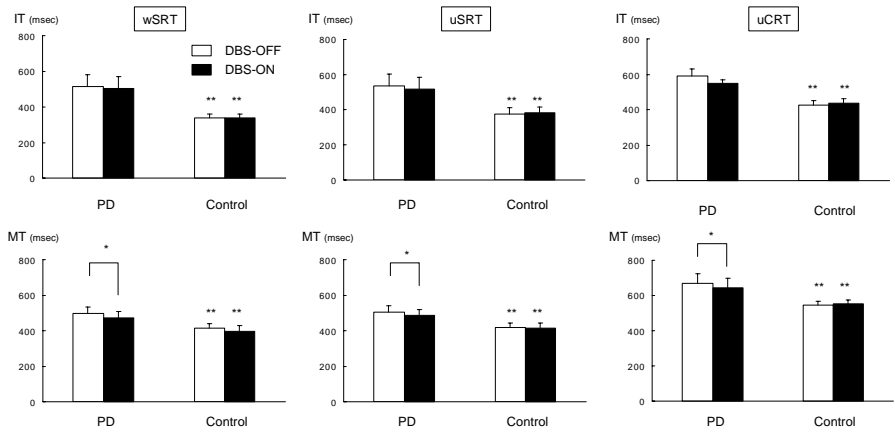 IT (msec)
wSRT
800
600
400
200
0
DBS-OFF
DBS-ON
** **
PD Control
IT (msec)
uSRT
800
600
400
200
0
** **
PD Control
IT (msec)
uCRT
800
600
400
200
0
** **
PD Control
MT (msec)
800
600
400
200
0
*
** **
PD Control
MT (msec)
800
600
400
200
0
*
** **
PD Control
MT (msec)
800
600
400
200
0
*
** **
PD Control